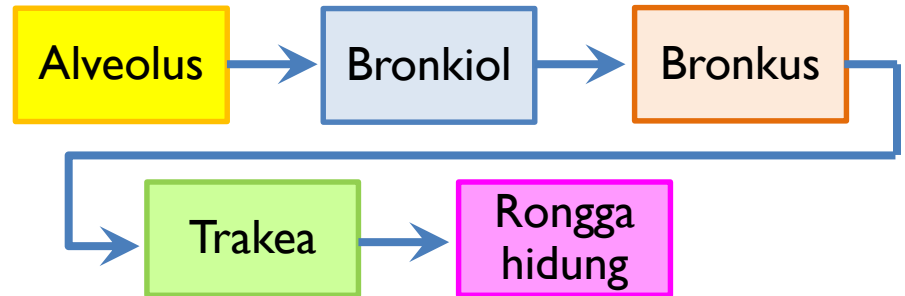 Alveolus
Bronkiol
Bronkus
Trakea
Rongga
hidung